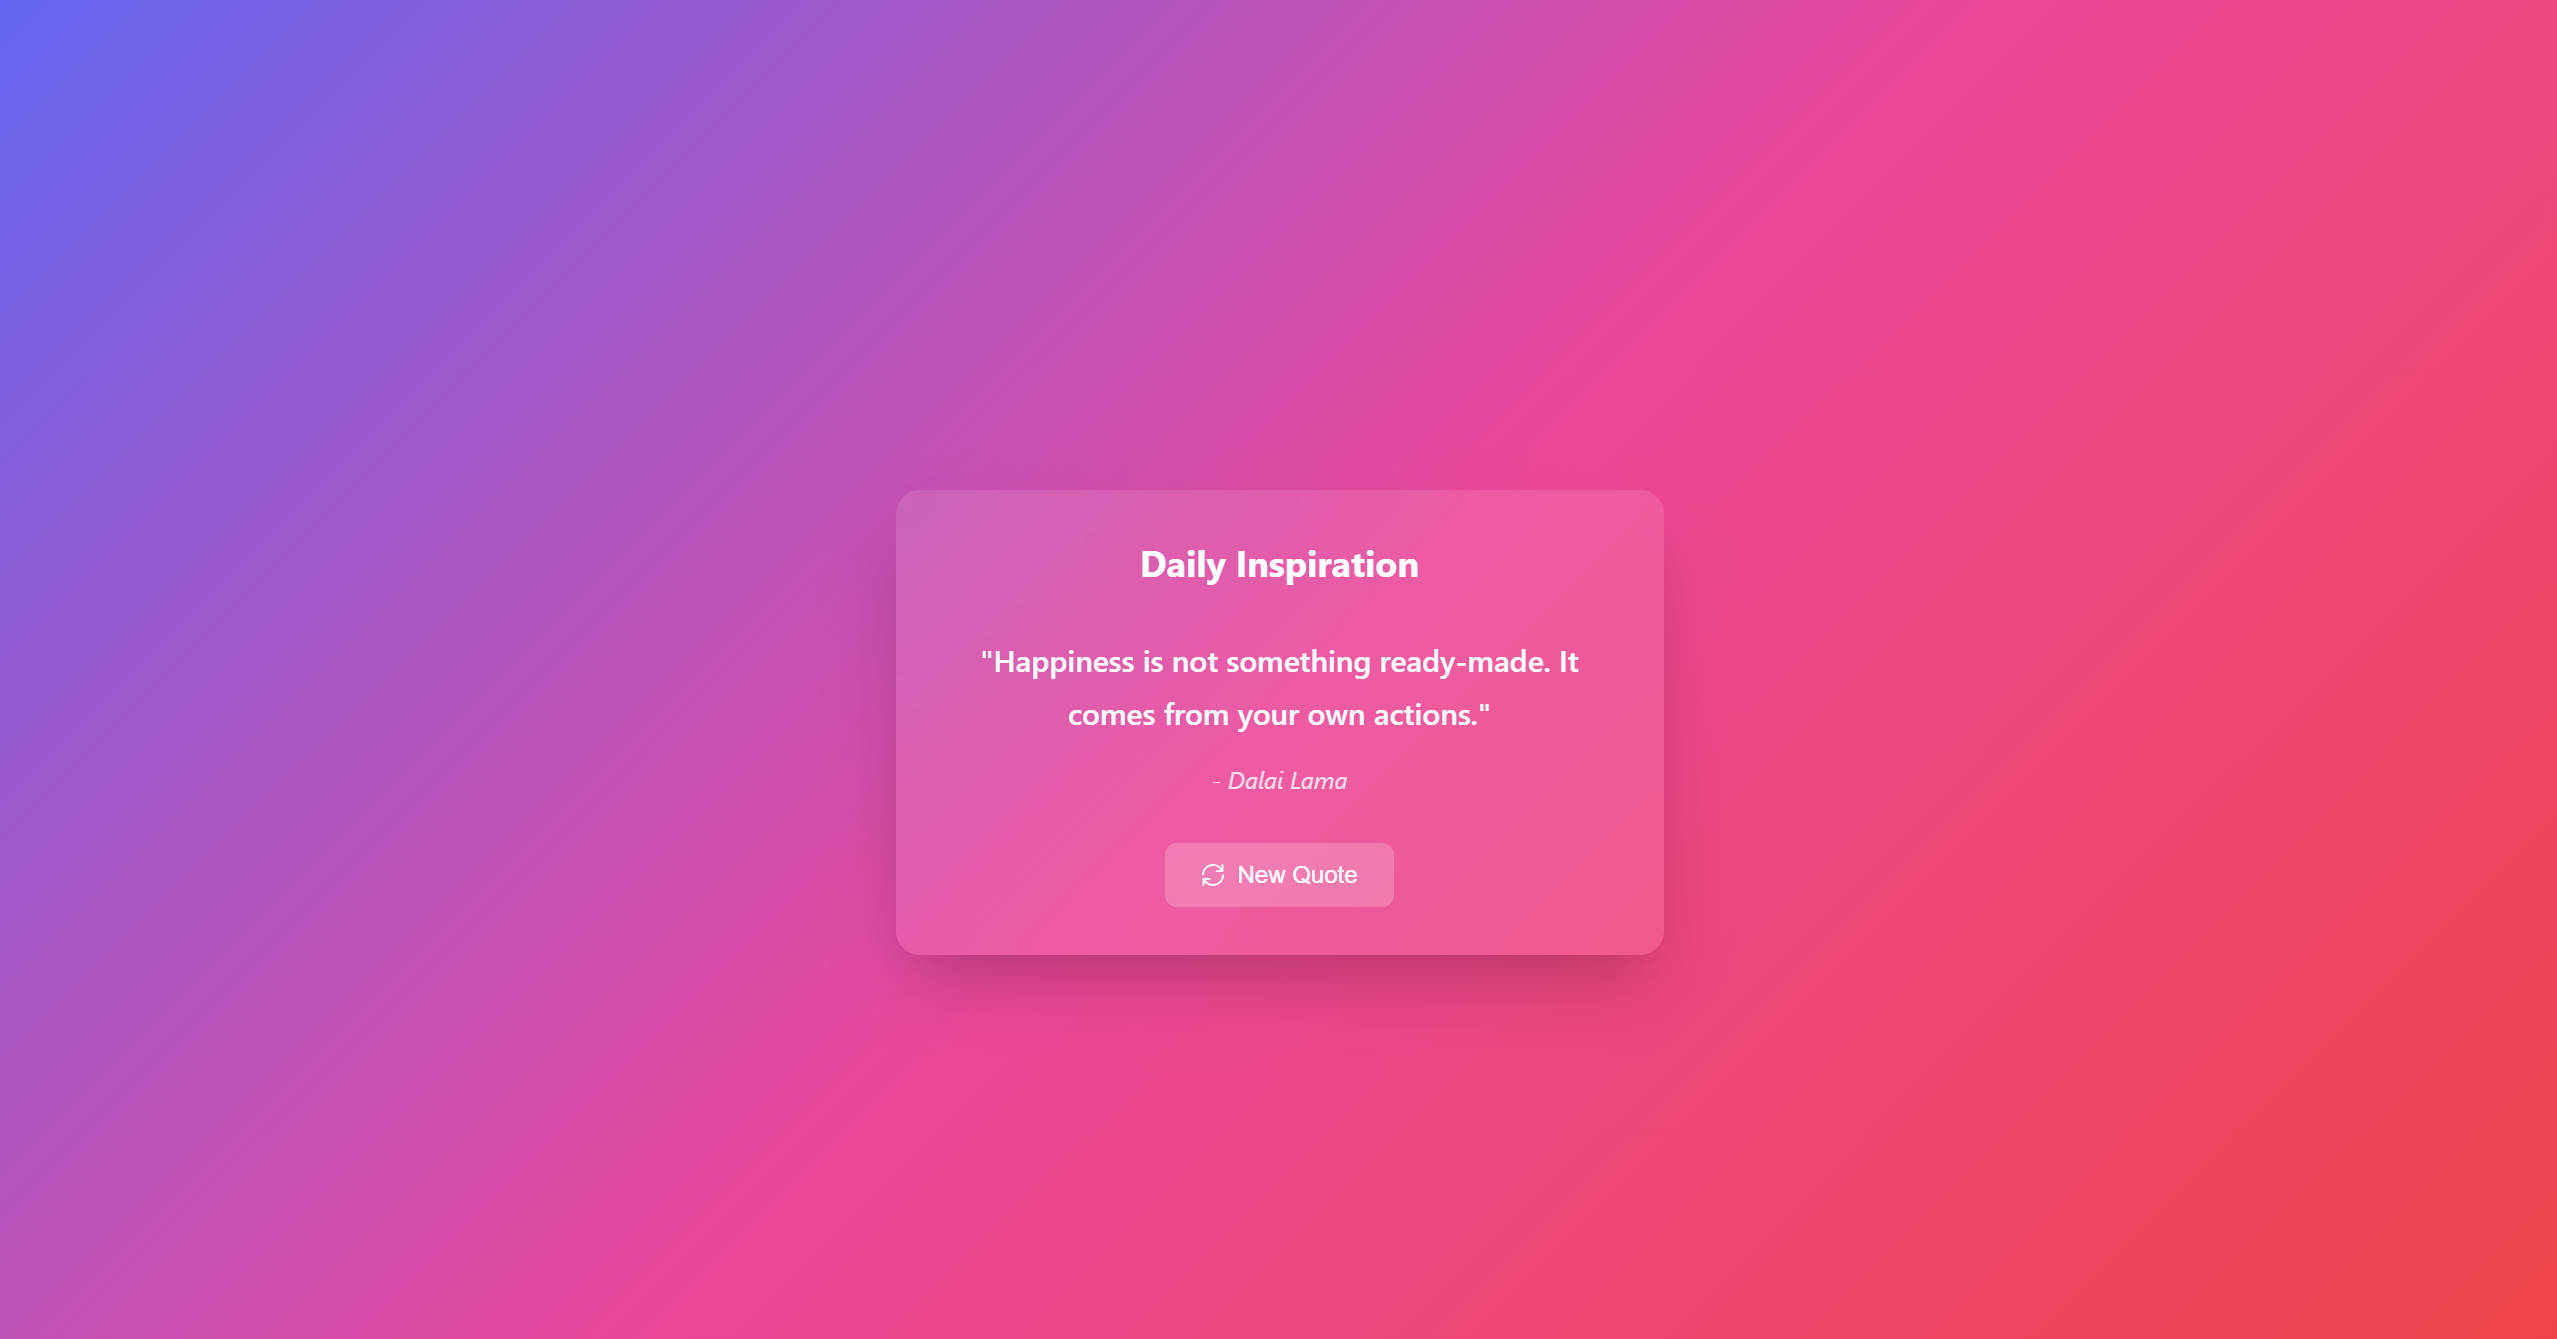 Daily Inspiration
"Happiness is not something ready-made. It
comes from your own actions."
- Dalai Lama
New Quote